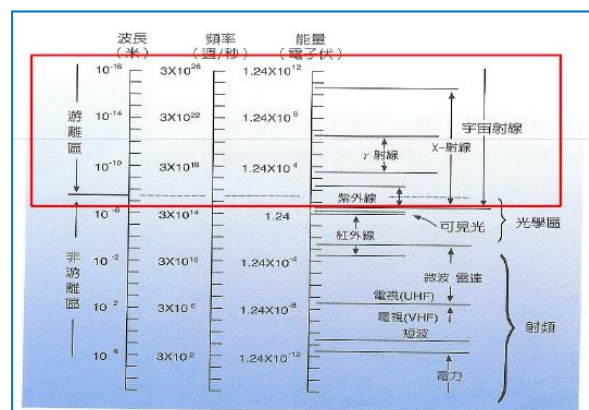 波長 頻率 能量
（米） （週/秒） （電子伏）
10⁻¹⁶ 3X10²⁶ 1.24X10¹²
10⁻¹⁴ 3X10²² 1.24X10⁸
宇宙射線
X-射線
游離區
γ 射線
10⁻¹⁰ 3X10¹⁸ 1.24X10⁴
紫外線
10⁻⁶ 3X10¹⁴ 1.24
可見光
光學區
紅外線
非游離區
10⁻² 3X10¹⁰ 1.24X10⁻⁴
微波 雷達
電視(UHF)
10² 3X10⁶ 1.24X10⁻⁸
電視(VHF)
射頻
短波
10⁶ 3X10² 1.24X10⁻¹²
電力